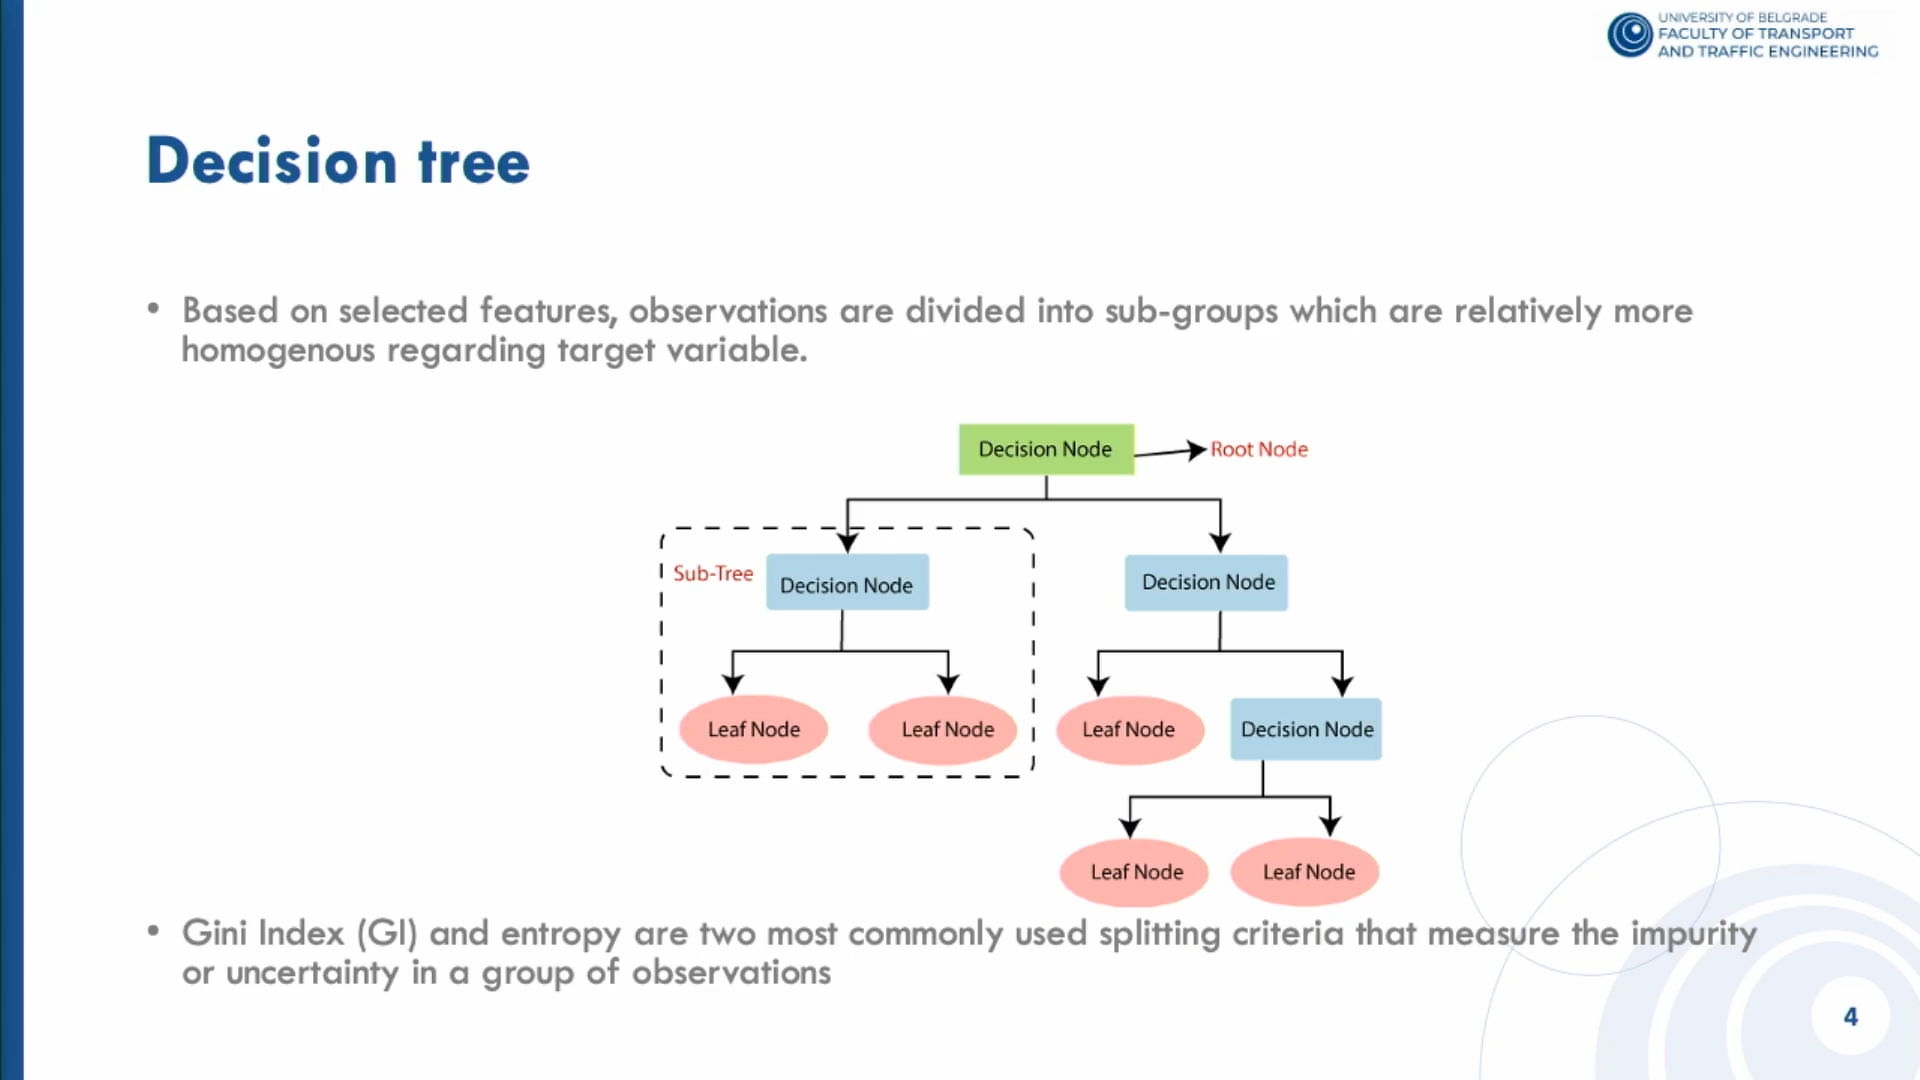 UNIVERSITY OF BELGRADE
FACULTY OF TRANSPORT
AND TRAFFIC ENGINEERING
Decision tree
• Based on selected features, observations are divided into sub-groups which are relatively more
homogenous regarding target variable.
Decision Node
Root Node
Sub-Tree
Decision Node
Decision Node
Leaf Node
Leaf Node
Leaf Node
Decision Node
Leaf Node
Leaf Node
• Gini Index (GI) and entropy are two most commonly used splitting criteria that measure the impurity
or uncertainty in a group of observations
4